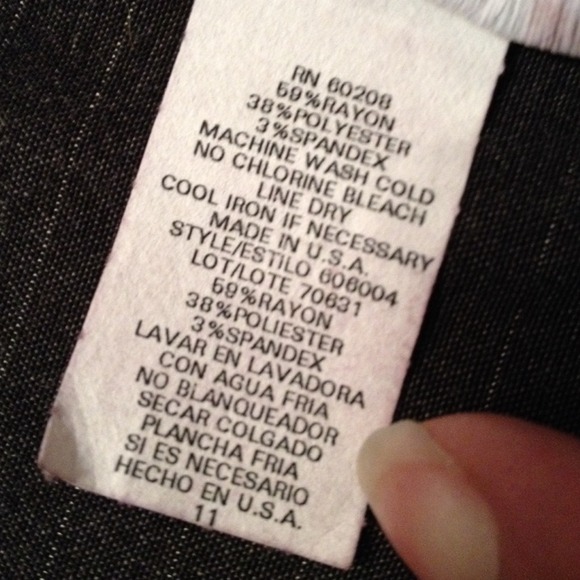 RN 60208
59%RAYON
38%POLYESTER
3%SPANDEX
MACHINE WASH COLD
NO CHLORINE BLEACH
LINE DRY
COOL IRON IF NECESSARY
MADE IN U.S.A.
STYLE/ESTILO 606004
LOT/LOTE 70631
59%RAYON
38%POLIESTER
3%SPANDEX
LAVAR EN LAVADORA
CON AGUA FRIA
NO BLANQUEADOR
SECAR COLGADO
PLANCHA FRIA
SI ES NECESARIO
HECHO EN U.S.A.
11